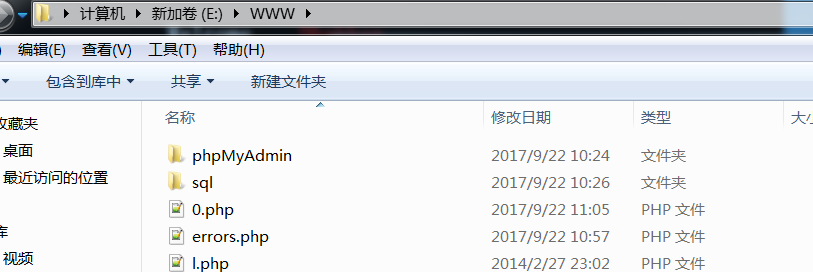 计算机 新加卷 (E:) WWW
) 编辑(E) 查看(V) 工具(T) 帮助(H)
包含到库中 共享 新建文件夹
收藏夹
桌面
最近访问的位置
库
视频
名称 修改日期 类型 大小
phpMyAdmin 2017/9/22 10:24 文件夹
sql 2017/9/22 10:26 文件夹
0.php 2017/9/22 11:05 PHP 文件
errors.php 2017/9/22 10:57 PHP 文件
l.php 2014/2/27 23:02 PHP 文件